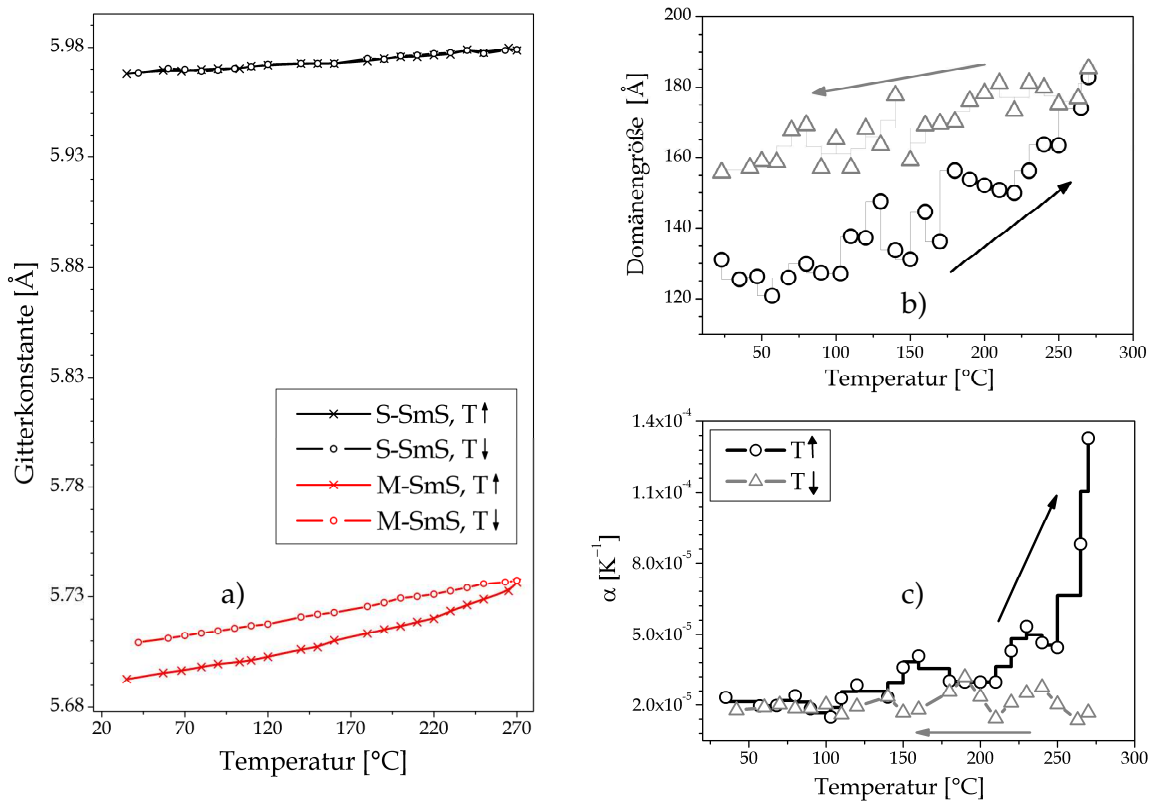 5.98
5.93
5.88
5.83
5.78
5.73
5.68
Gitterkonstante [Å]
S-SmS, T
S-SmS, T
M-SmS, T
M-SmS, T
a)
20 70 120 170 220 270
Temperatur [°C]
200
180
160
140
120
Domänengröße [Å]
b)
50 100 150 200 250 300
Temperatur [°C]
1.4x10⁻⁴
1.1x10⁻⁴
8.0x10⁻⁵
5.0x10⁻⁵
2.0x10⁻⁵
α [K⁻¹]
T
T
c)
50 100 150 200 250 300
Temperatur [°C]